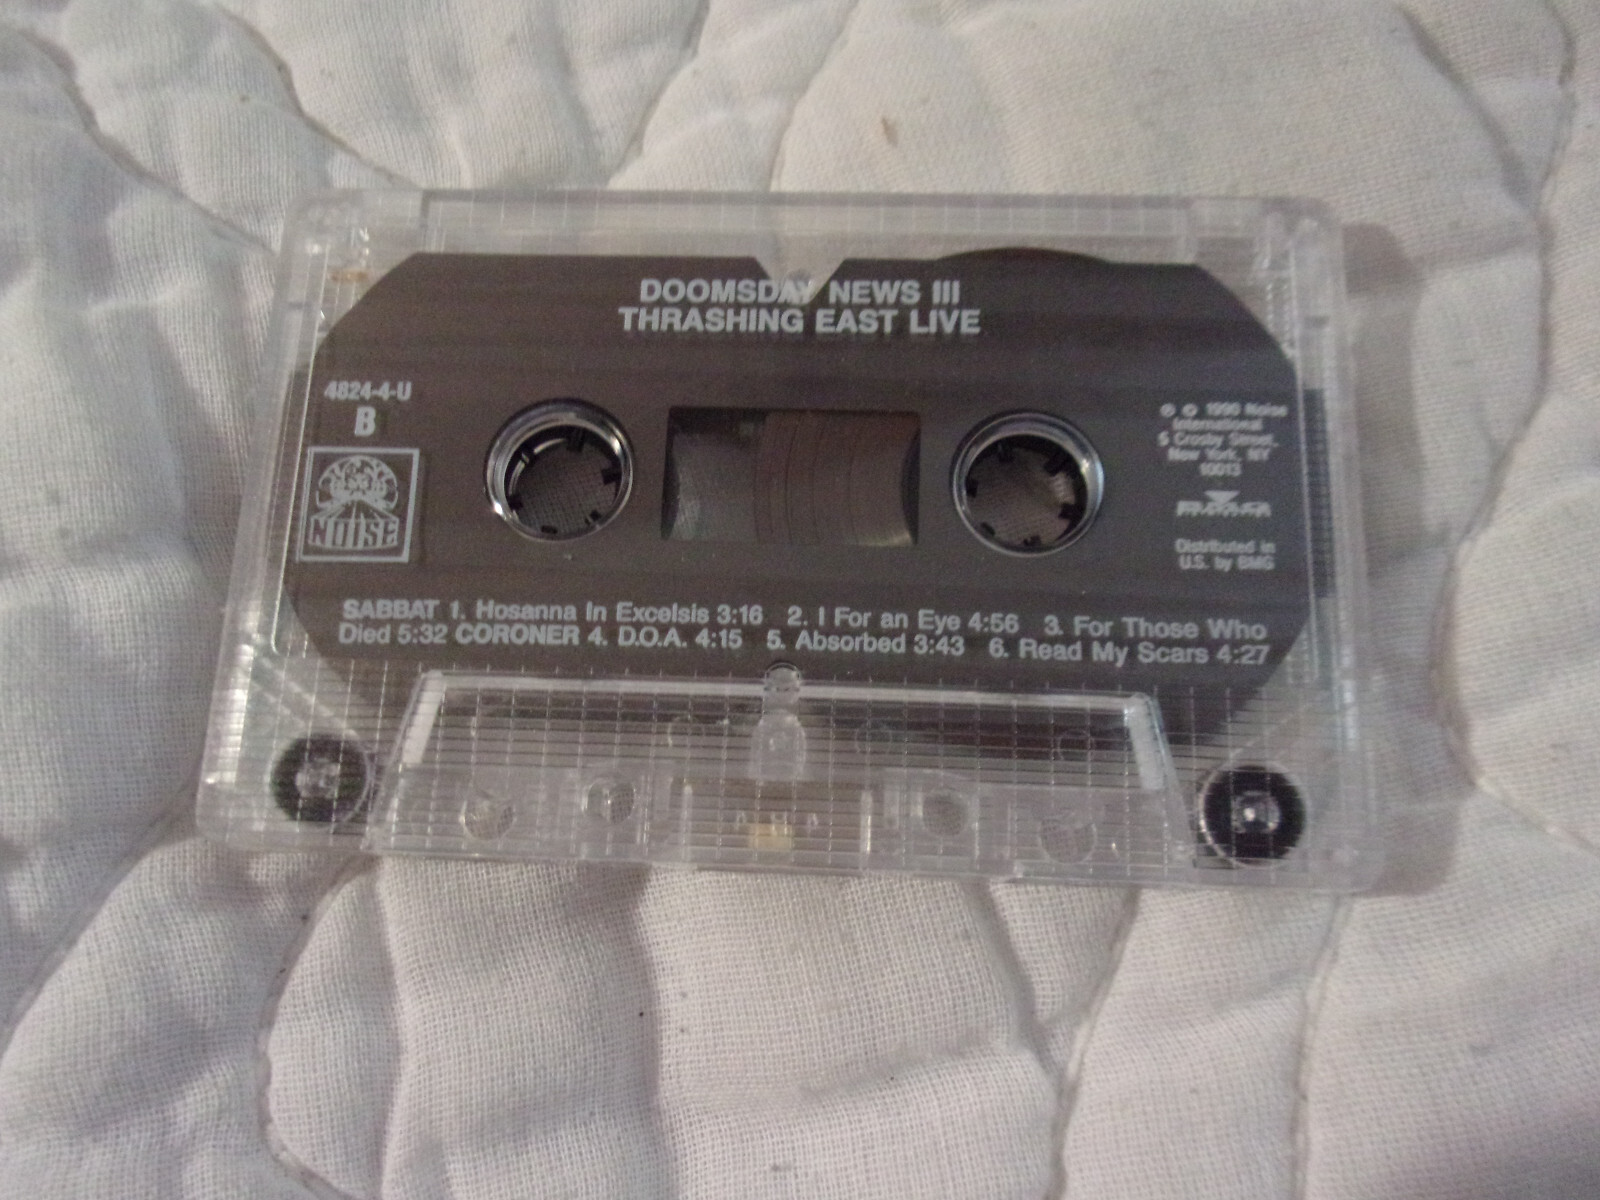 DOOMSDAY NEWS III
THRASHING EAST LIVE
4824-4-U
B
NOISE
℗ © 1990 Noise
International
5 Crosby Street,
New York, NY
10013
Distributed in
U.S. by BMG
SABBAT 1. Hosanna In Excelsis 3:16 2. I For an Eye 4:56 3. For Those Who
Died 5:32 CORONER 4. D.O.A. 4:15 5. Absorbed 3:43 6. Read My Scars 4:27